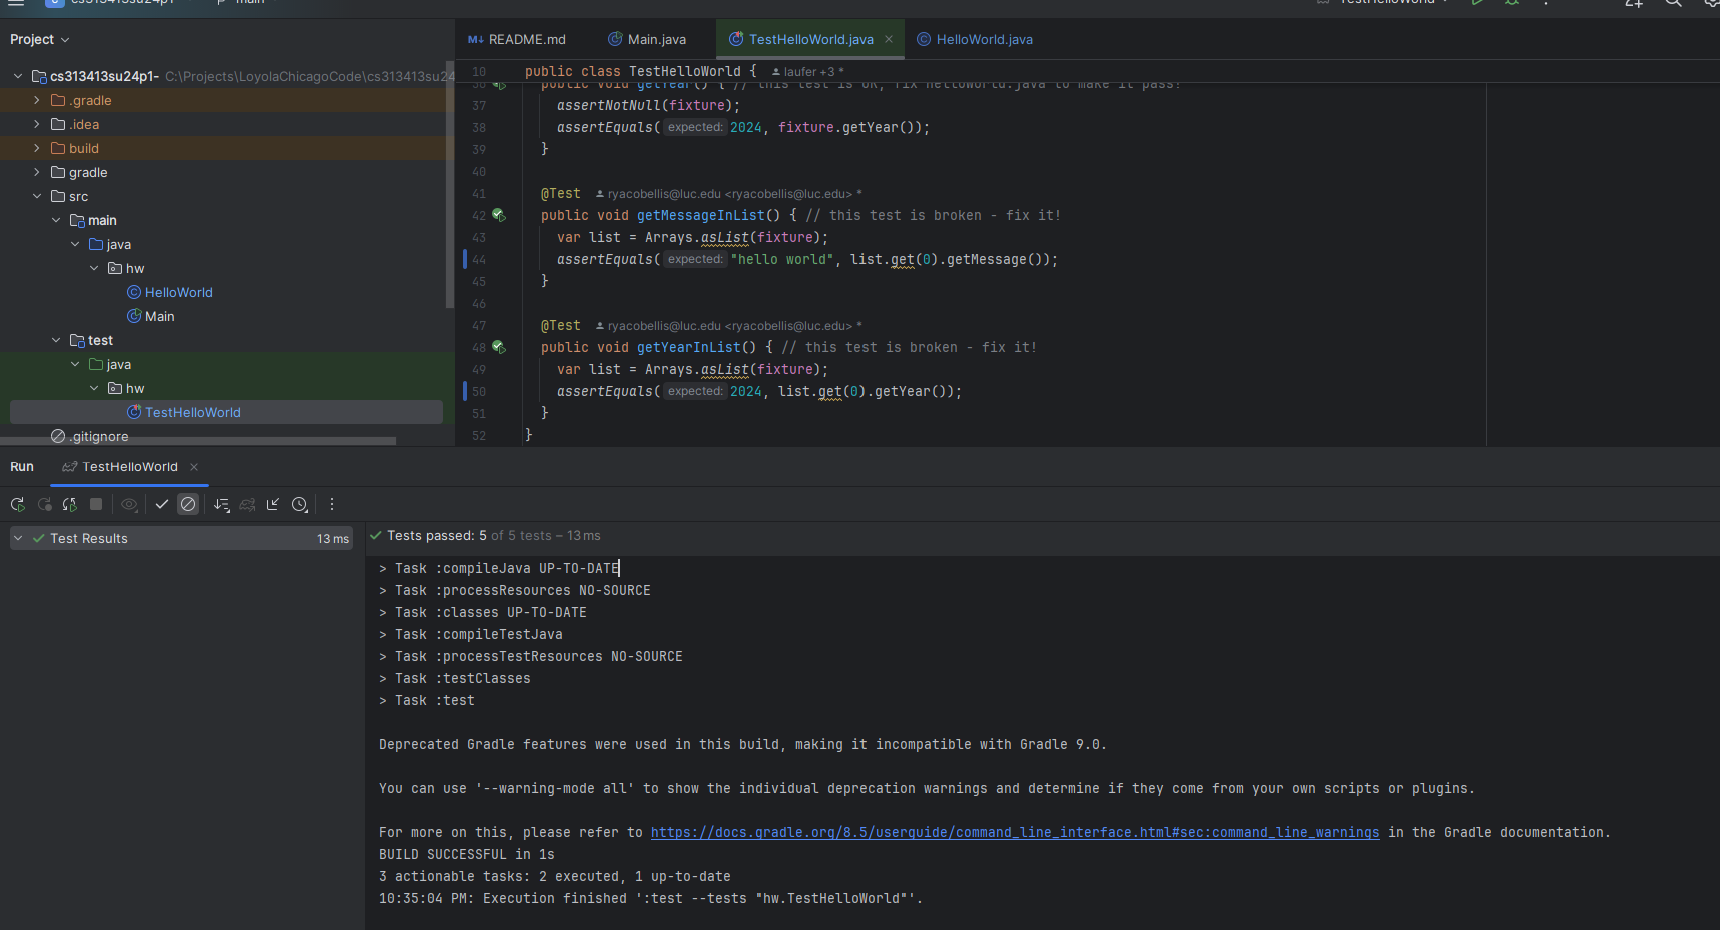 cs313413su24p1
main
TestHelloWorld
Project
cs313413su24p1- C:\Projects\LoyolaChicagoCode\cs313413su24
.gradle
.idea
build
gradle
src
main
java
hw
HelloWorld
Main
test
java
hw
TestHelloWorld
.gitignore
README.md
Main.java
TestHelloWorld.java
HelloWorld.java
10 public class TestHelloWorld { laufer +3 *
36 public void getYear() { // this test is OK, fix HelloWorld.java to make it pass!
37 assertNotNull(fixture);
38 assertEquals( expected: 2024, fixture.getYear());
39 }
40
41 @Test ryacobellis@luc.edu <ryacobellis@luc.edu> *
42 public void getMessageInList() { // this test is broken - fix it!
43 var list = Arrays.asList(fixture);
44 assertEquals( expected: "hello world", list.get(0).getMessage());
45 }
46
47 @Test ryacobellis@luc.edu <ryacobellis@luc.edu> *
48 public void getYearInList() { // this test is broken - fix it!
49 var list = Arrays.asList(fixture);
50 assertEquals( expected: 2024, list.get(0).getYear());
51 }
52 }
Run
TestHelloWorld
Test Results 13 ms
Tests passed: 5 of 5 tests – 13 ms
> Task :compileJava UP-TO-DATE
> Task :processResources NO-SOURCE
> Task :classes UP-TO-DATE
> Task :compileTestJava
> Task :processTestResources NO-SOURCE
> Task :testClasses
> Task :test
Deprecated Gradle features were used in this build, making it incompatible with Gradle 9.0.
You can use '--warning-mode all' to show the individual deprecation warnings and determine if they come from your own scripts or plugins.
For more on this, please refer to https://docs.gradle.org/8.5/userguide/command_line_interface.html#sec:command_line_warnings in the Gradle documentation.
BUILD SUCCESSFUL in 1s
3 actionable tasks: 2 executed, 1 up-to-date
10:35:04 PM: Execution finished ':test --tests "hw.TestHelloWorld"'.